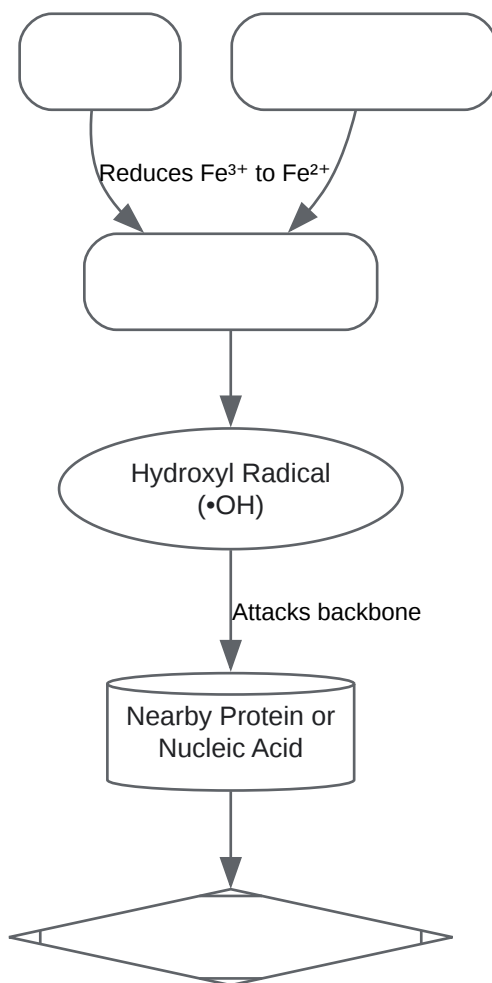 Reduces Fe³⁺ to Fe²⁺
Hydroxyl Radical
(•OH)
Attacks backbone
Nearby Protein or
Nucleic Acid